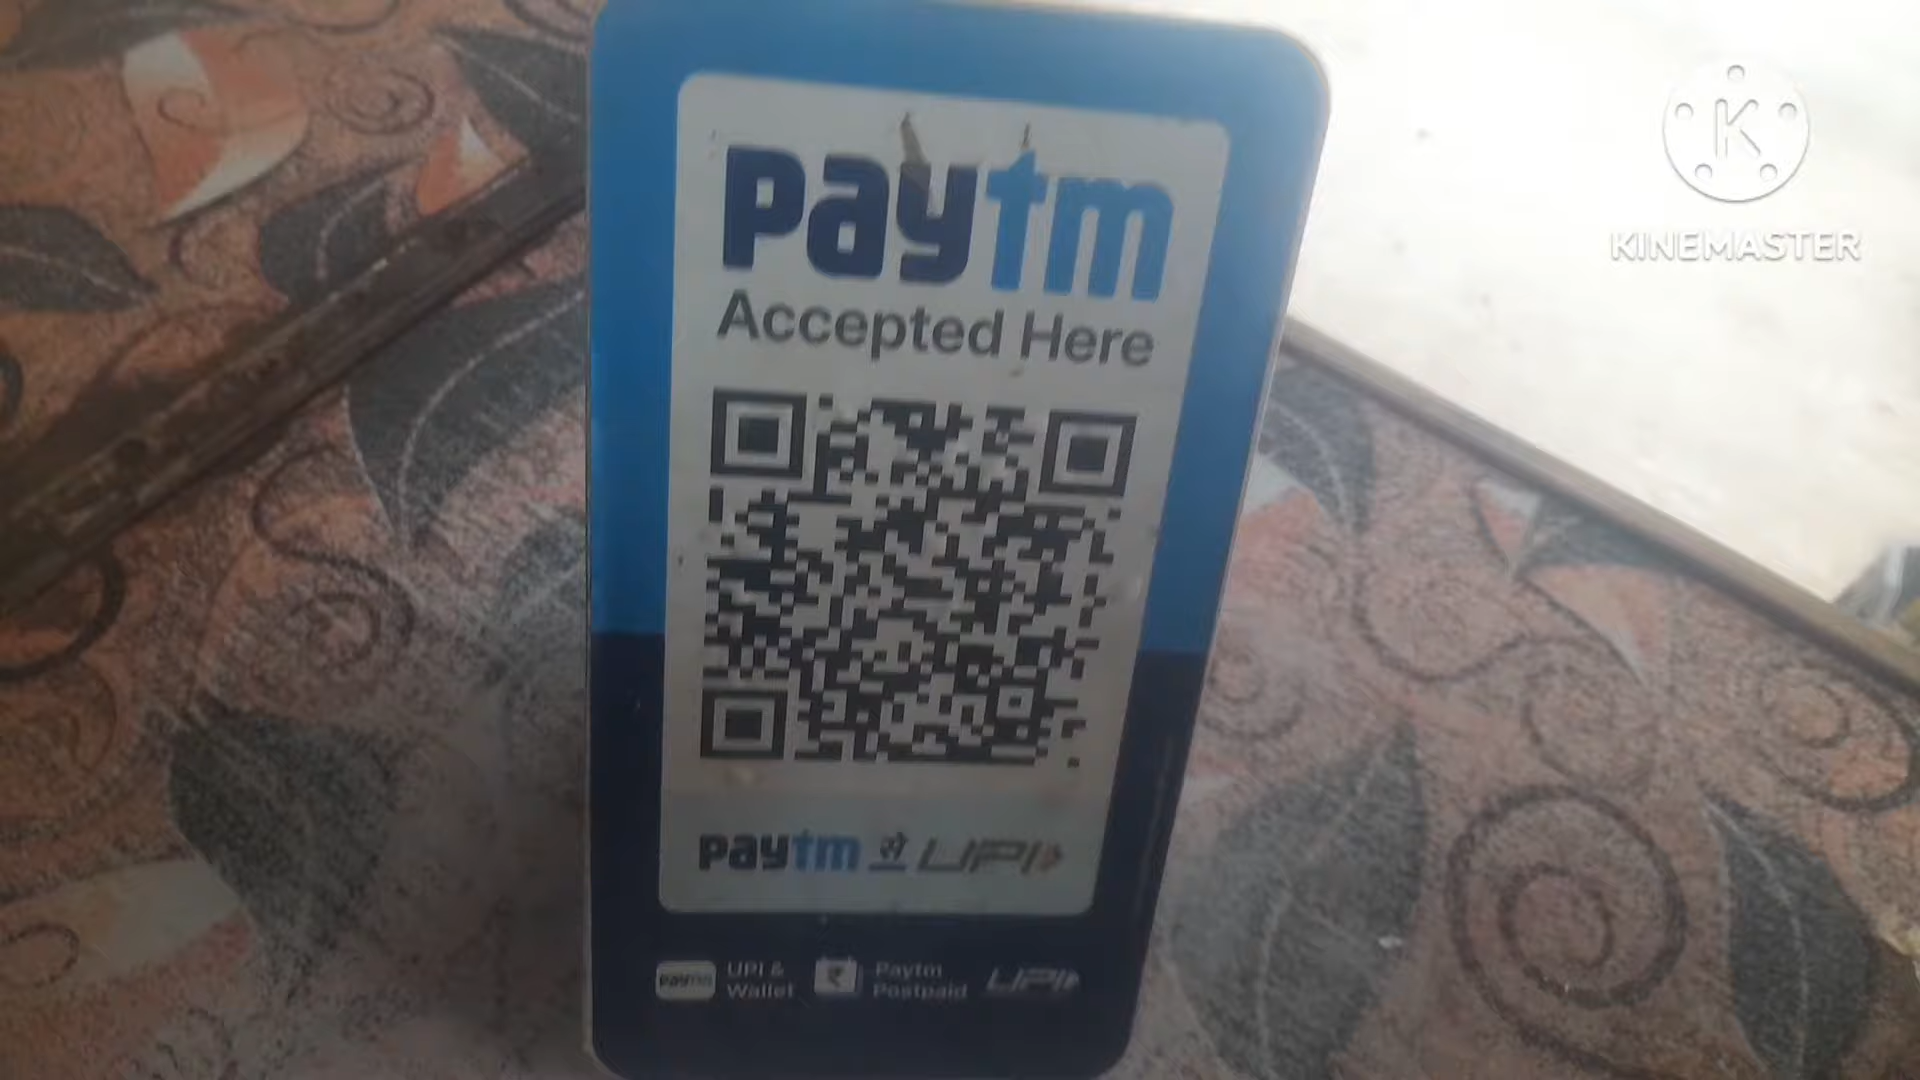 paytm
Accepted Here
paytm से UPI
paytm UPI & Wallet
₹ Paytm Postpaid
UPI
K
KINEMASTER